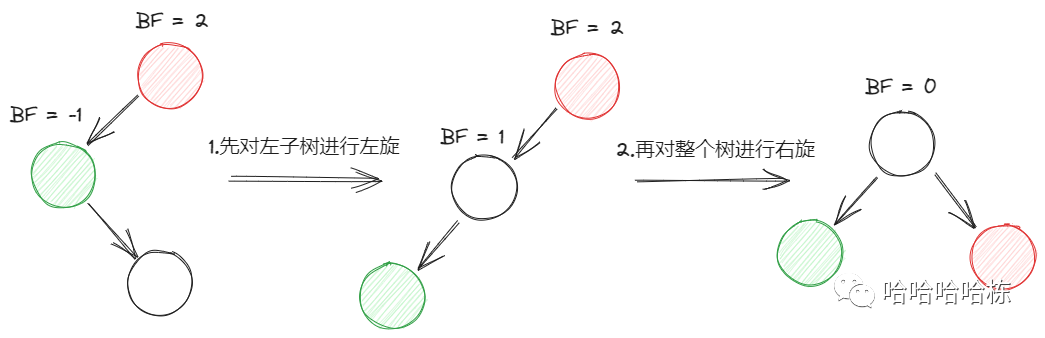 BF = 2
BF = -1
1.先对左子树进行左旋
BF = 2
BF = 1
2.再对整个树进行右旋
BF = 0
哈哈哈哈栋